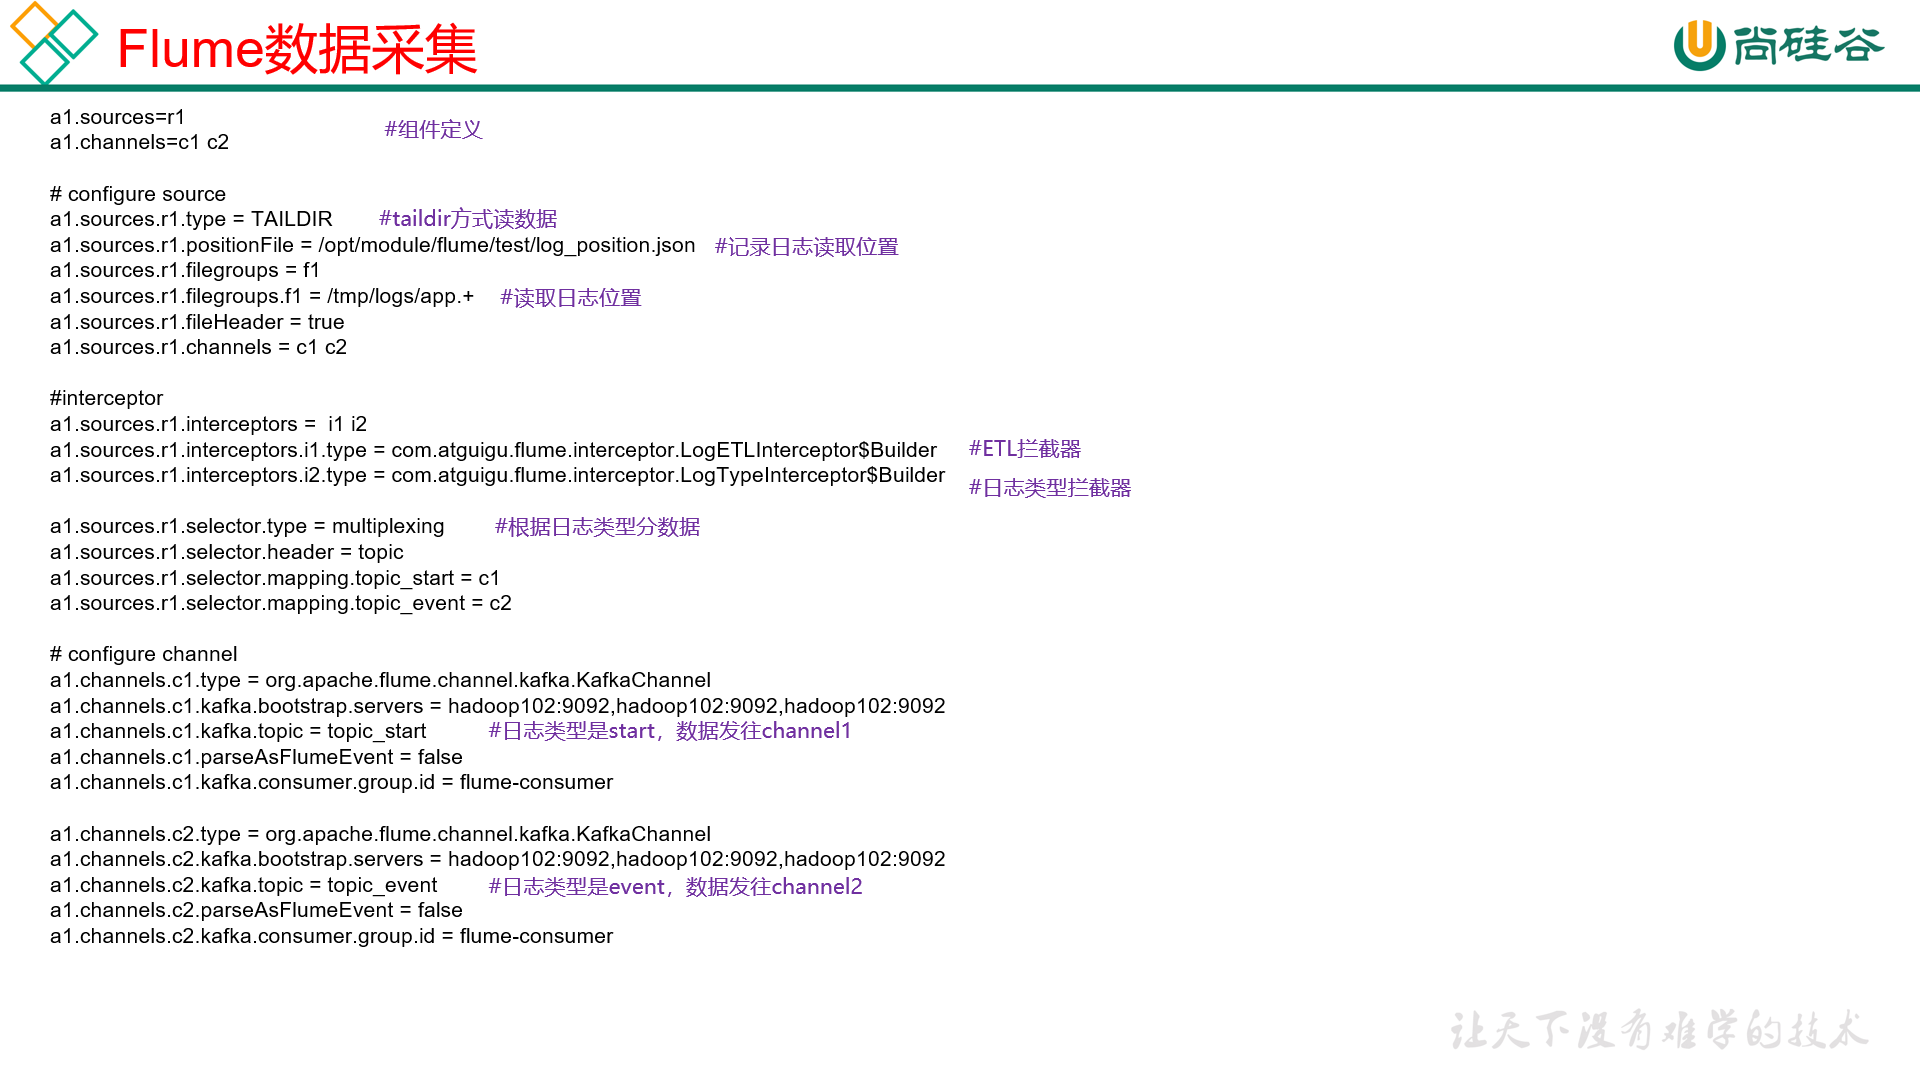 Flume数据采集
尚硅谷
a1.sources=r1
a1.channels=c1 c2
#组件定义
# configure source
a1.sources.r1.type = TAILDIR #taildir方式读数据
a1.sources.r1.positionFile = /opt/module/flume/test/log_position.json #记录日志读取位置
a1.sources.r1.filegroups = f1
a1.sources.r1.filegroups.f1 = /tmp/logs/app.+ #读取日志位置
a1.sources.r1.fileHeader = true
a1.sources.r1.channels = c1 c2
#interceptor
a1.sources.r1.interceptors =  i1 i2
a1.sources.r1.interceptors.i1.type = com.atguigu.flume.interceptor.LogETLInterceptor$Builder #ETL拦截器
a1.sources.r1.interceptors.i2.type = com.atguigu.flume.interceptor.LogTypeInterceptor$Builder #日志类型拦截器
a1.sources.r1.selector.type = multiplexing #根据日志类型分数据
a1.sources.r1.selector.header = topic
a1.sources.r1.selector.mapping.topic_start = c1
a1.sources.r1.selector.mapping.topic_event = c2
# configure channel
a1.channels.c1.type = org.apache.flume.channel.kafka.KafkaChannel
a1.channels.c1.kafka.bootstrap.servers = hadoop102:9092,hadoop102:9092,hadoop102:9092
a1.channels.c1.kafka.topic = topic_start #日志类型是start，数据发往channel1
a1.channels.c1.parseAsFlumeEvent = false
a1.channels.c1.kafka.consumer.group.id = flume-consumer
a1.channels.c2.type = org.apache.flume.channel.kafka.KafkaChannel
a1.channels.c2.kafka.bootstrap.servers = hadoop102:9092,hadoop102:9092,hadoop102:9092
a1.channels.c2.kafka.topic = topic_event #日志类型是event，数据发往channel2
a1.channels.c2.parseAsFlumeEvent = false
a1.channels.c2.kafka.consumer.group.id = flume-consumer
让天下没有难学的技术